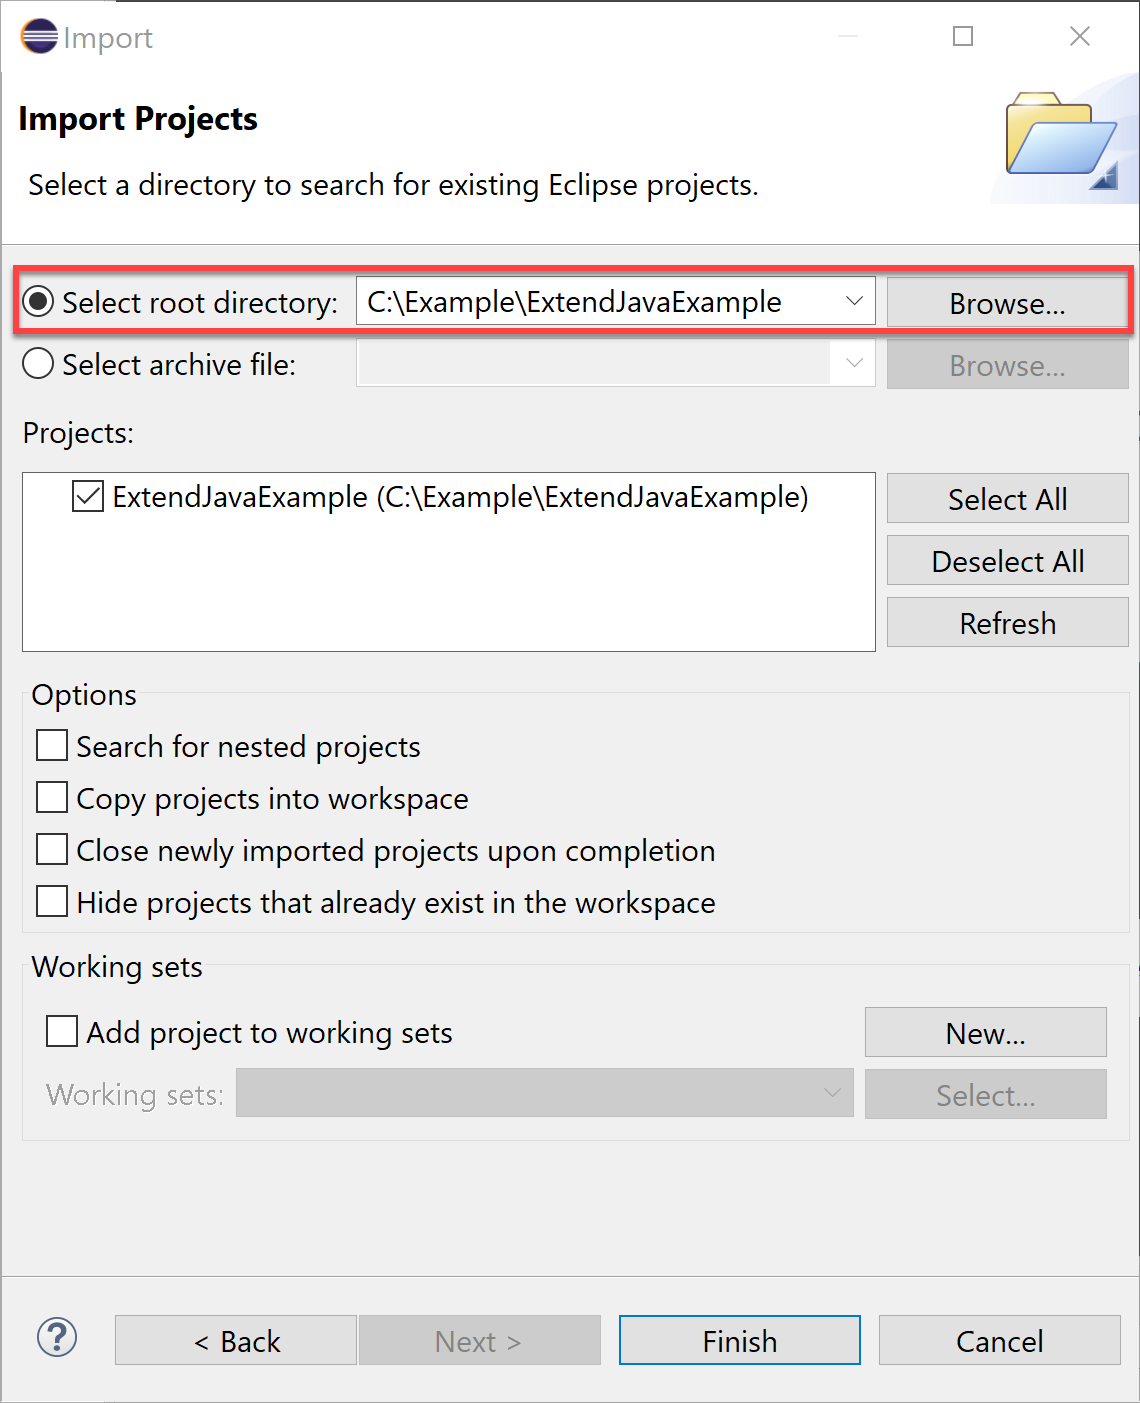 Import
Import Projects
Select a directory to search for existing Eclipse projects.
Select root directory: C:\Example\ExtendJavaExample Browse...
Select archive file: Browse...
Projects:
ExtendJavaExample (C:\Example\ExtendJavaExample) Select All
Deselect All
Refresh
Options
Search for nested projects
Copy projects into workspace
Close newly imported projects upon completion
Hide projects that already exist in the workspace
Working sets
Add project to working sets New...
Working sets: Select...
? < Back Next > Finish Cancel